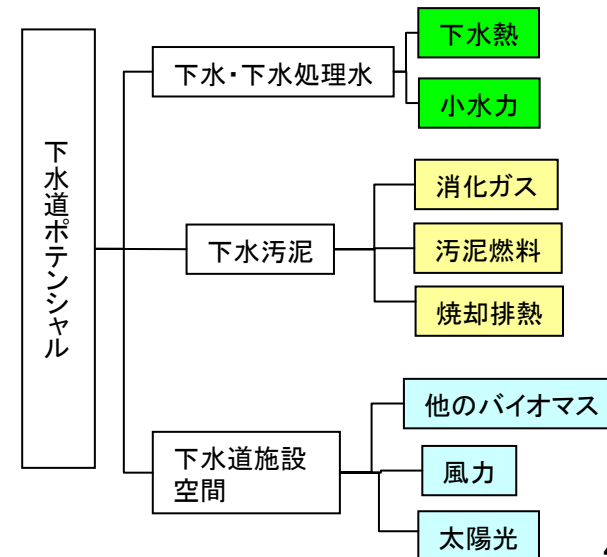 下水道ポテンシャル
下水・下水処理水
下水熱
小水力
下水汚泥
消化ガス
汚泥燃料
焼却排熱
下水道施設
空間
他のバイオマス
風力
太陽光